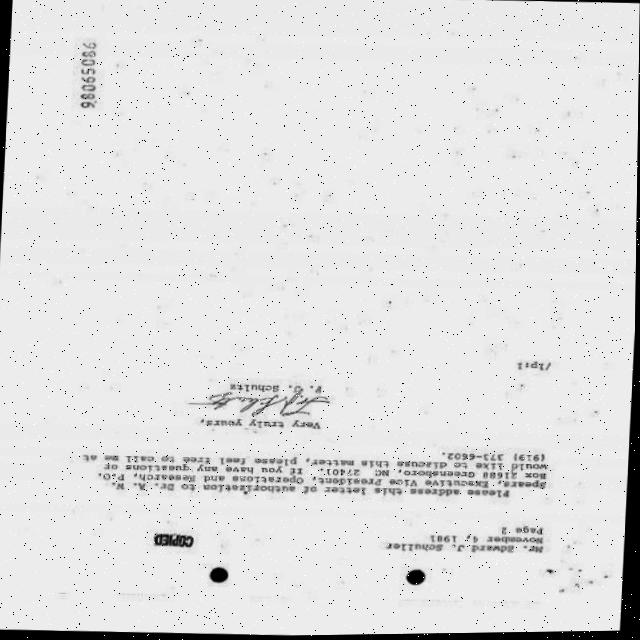 Mr. Edward J. Schuller
November 4, 1981
Page 2
COPIED
Please address this letter of authorization to Dr. A. W.
Spears, Executive Vice President, Operations and Research, P.O.
Box 21688 Greensboro, NC 27401. If you have any questions or
would like to discuss this matter, please feel free to call me at
(919) 373-6602.
Very truly yours,
F. J. Schultz
/lprl
98065086